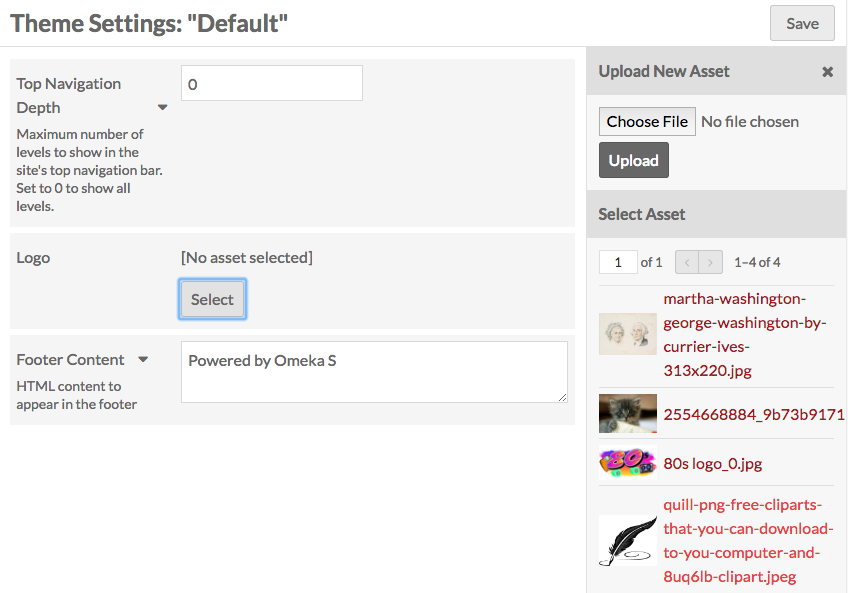 Theme Settings: "Default"
Save
Top Navigation
Depth
0
Maximum number of
levels to show in the
site's top navigation bar.
Set to 0 to show all
levels.
Logo
[No asset selected]
Select
Footer Content
HTML content to
appear in the footer
Powered by Omeka S
Upload New Asset
Choose File No file chosen
Upload
Select Asset
1 of 1 1–4 of 4
martha-washington-
george-washington-by-
currier-ives-
313x220.jpg
2554668884_9b73b9171
80s
80s logo_0.jpg
quill-png-free-cliparts-
that-you-can-download-
to-you-computer-and-
8uq6lb-clipart.jpeg